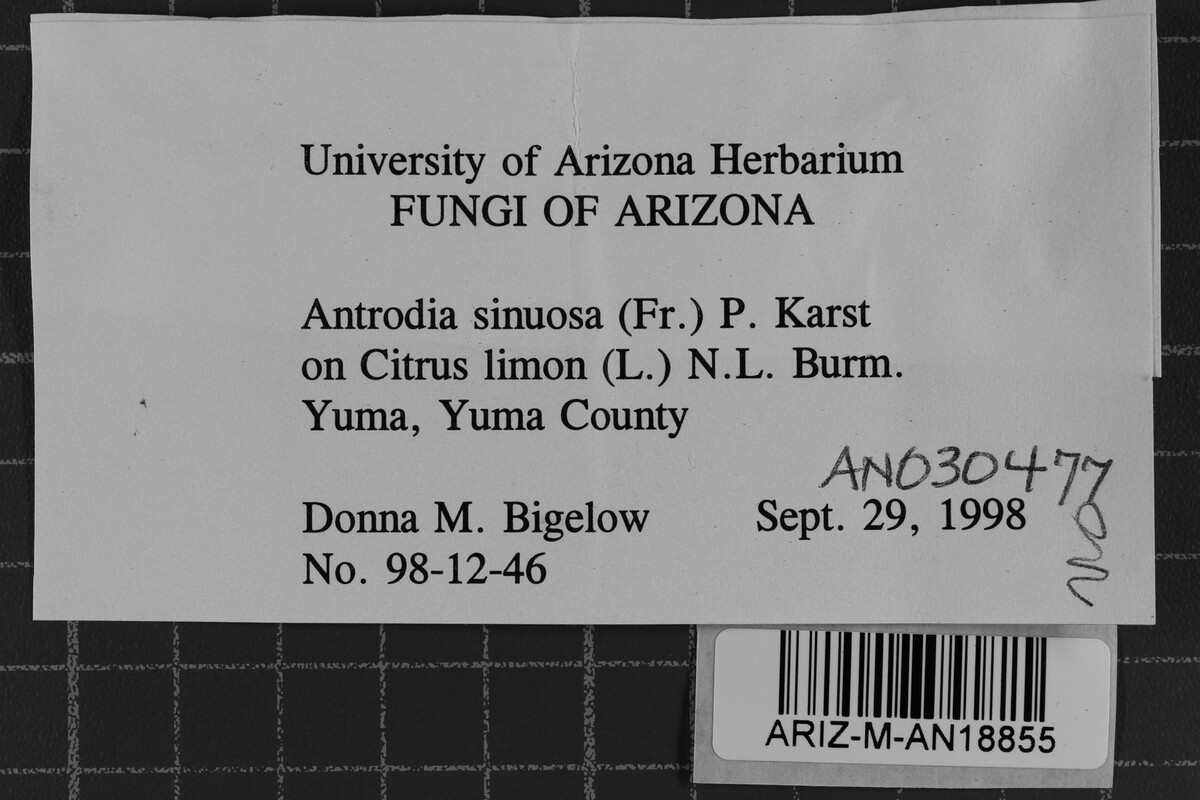 University of Arizona Herbarium
FUNGI OF ARIZONA
Antrodia sinuosa (Fr.) P. Karst
on Citrus limon (L.) N.L. Burm.
Yuma, Yuma County
AN030477
Donna M. Bigelow Sept. 29, 1998
No. 98-12-46
ARIZ-M-AN18855